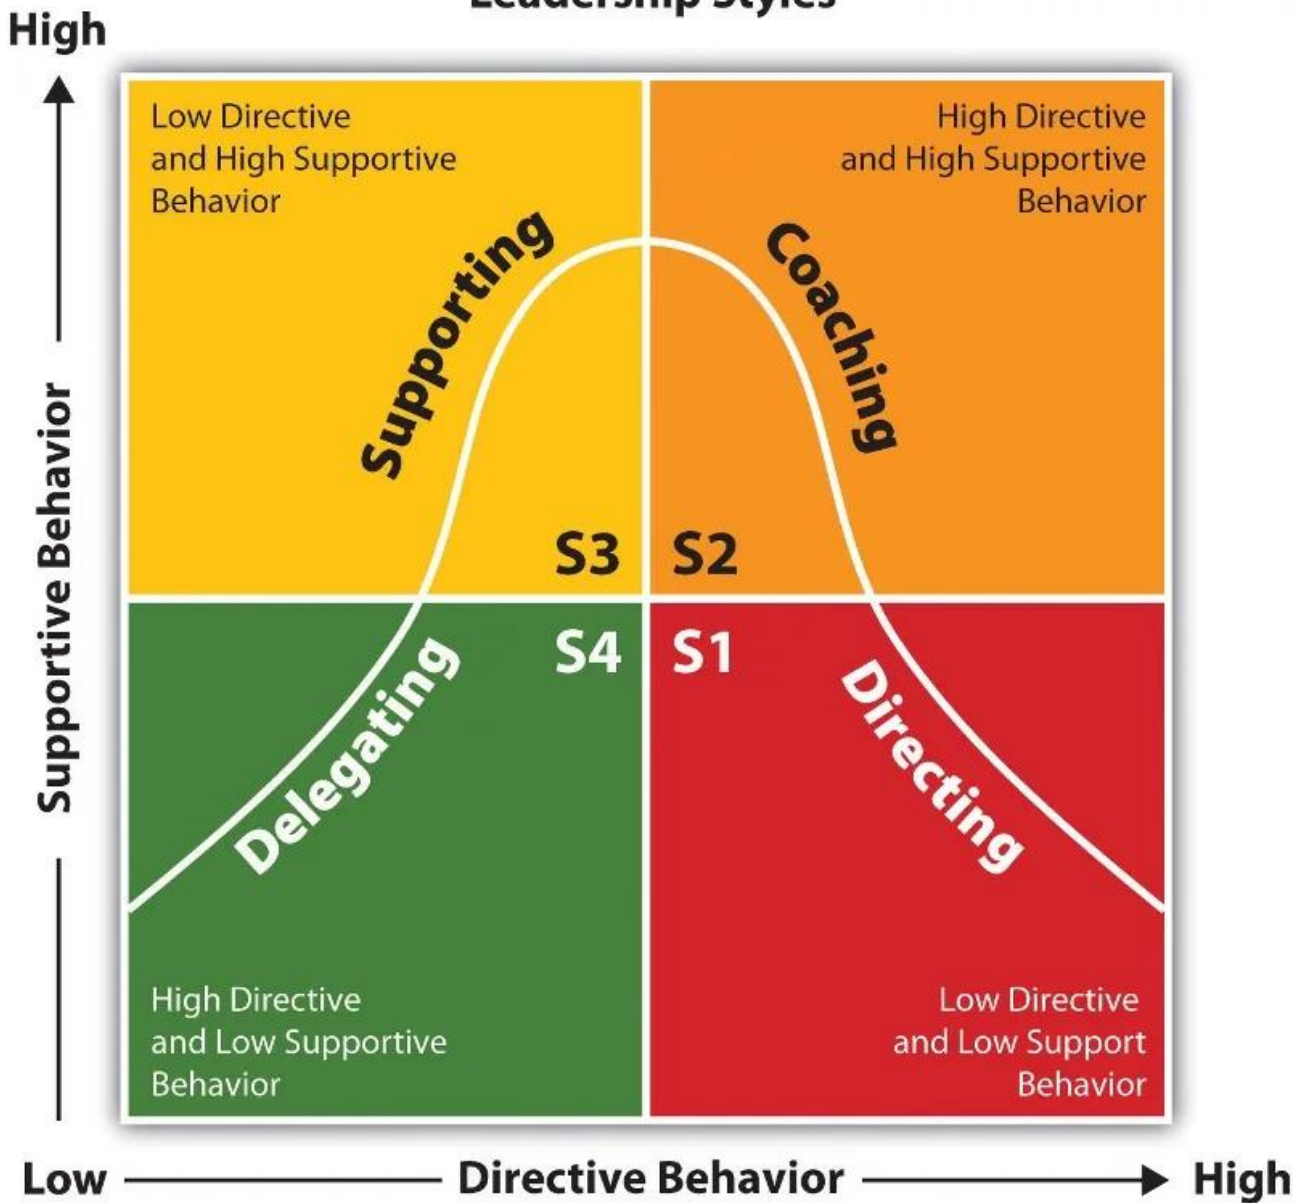 Leadership Styles
High
Low Directive
and High Supportive
Behavior
High Directive
and High Supportive
Behavior
Supporting
Coaching
S3
S2
Supportive Behavior
S4
S1
Delegating
Directing
High Directive
and Low Supportive
Behavior
Low Directive
and Low Support
Behavior
Low
Directive Behavior
High